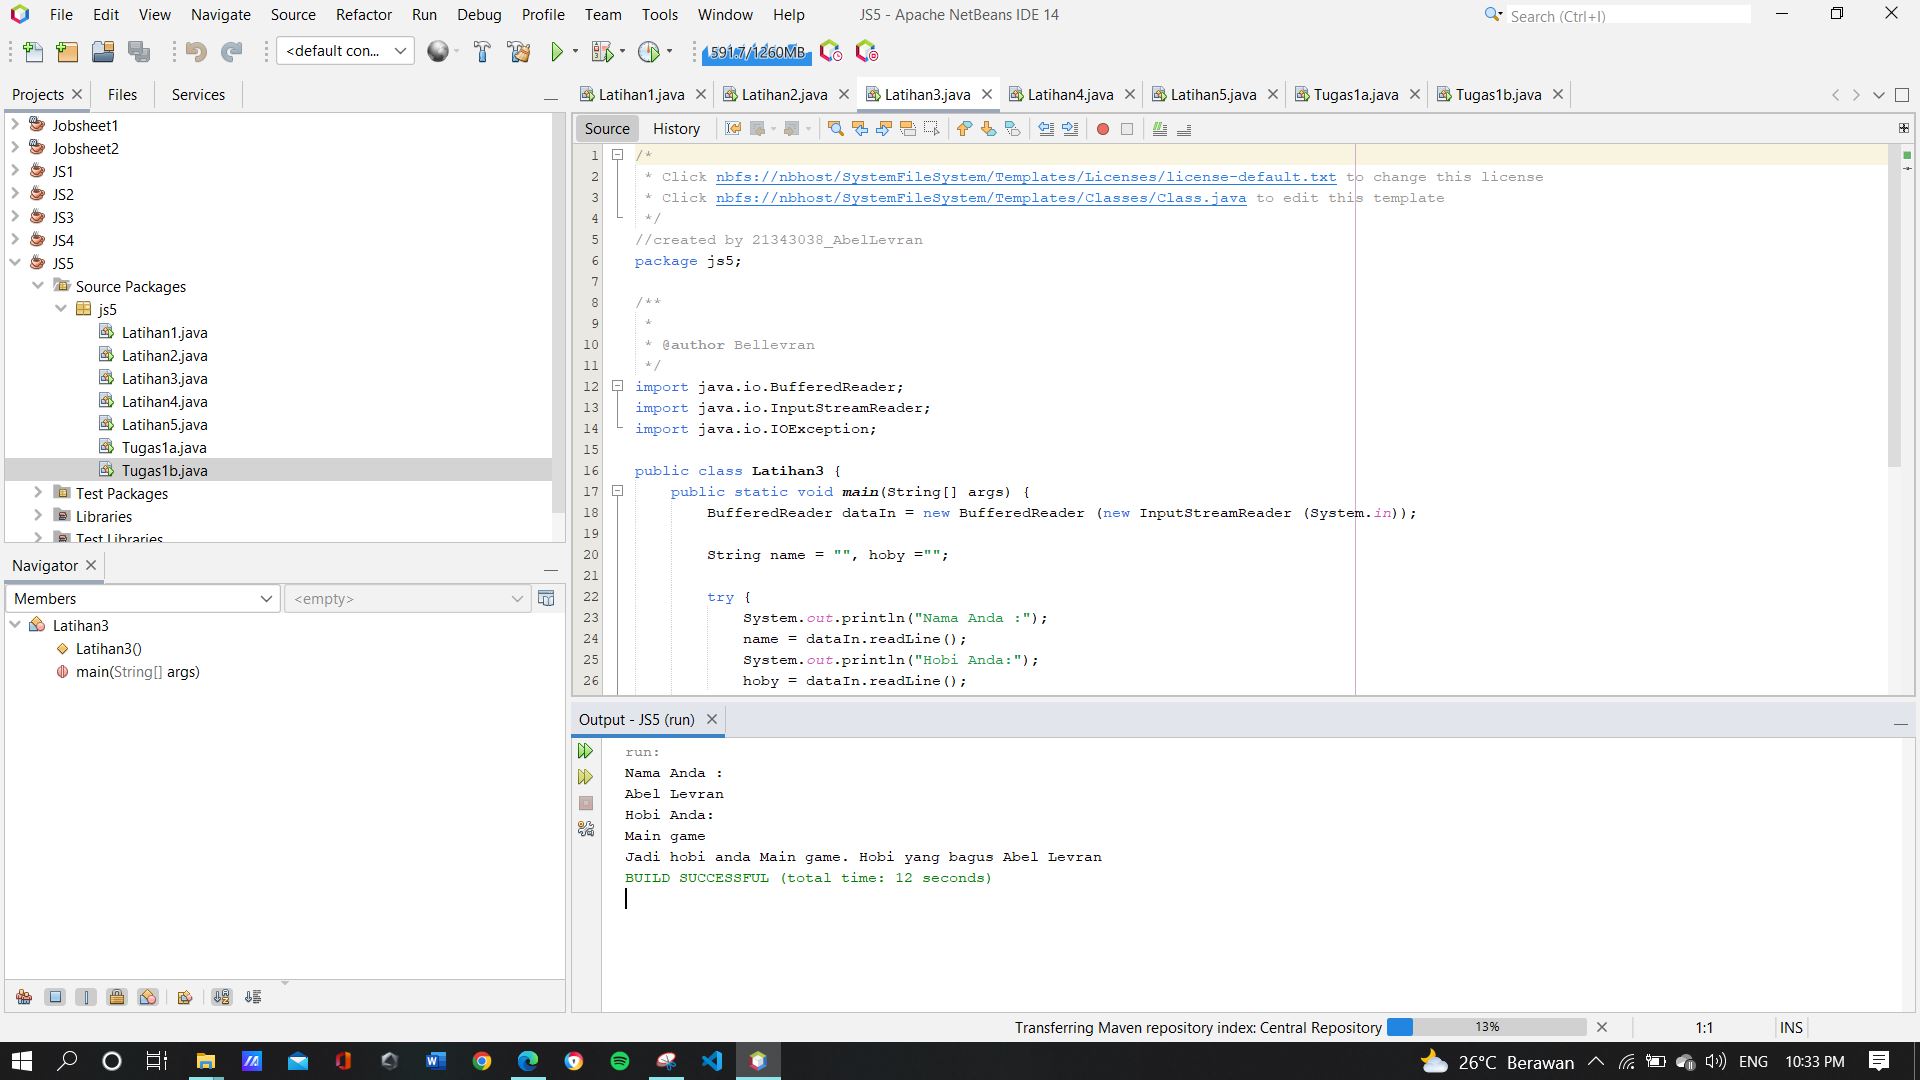 File Edit View Navigate Source Refactor Run Debug Profile Team Tools Window Help JS5 - Apache NetBeans IDE 14 Search (Ctrl+I)
<default con... 591.7/1260MB
Projects Files Services
Latihan1.java Latihan2.java Latihan3.java Latihan4.java Latihan5.java Tugas1a.java Tugas1b.java
Source History
Jobsheet1
Jobsheet2
JS1
JS2
JS3
JS4
JS5
Source Packages
js5
Latihan1.java
Latihan2.java
Latihan3.java
Latihan4.java
Latihan5.java
Tugas1a.java
Tugas1b.java
Test Packages
Libraries
Test Libraries
Navigator
Members <empty>
Latihan3
Latihan3()
main(String[] args)
1 /*
2 * Click nbfs://nbhost/SystemFileSystem/Templates/Licenses/license-default.txt to change this license
3 * Click nbfs://nbhost/SystemFileSystem/Templates/Classes/Class.java to edit this template
4 */
5 //created by 21343038_AbelLevran
6 package js5;
7
8 /**
9 *
10 * @author Bellevran
11 */
12 import java.io.BufferedReader;
13 import java.io.InputStreamReader;
14 import java.io.IOException;
15
16 public class Latihan3 {
17 public static void main(String[] args) {
18 BufferedReader dataIn = new BufferedReader (new InputStreamReader (System.in));
19
20 String name = "", hoby ="";
21
22 try {
23 System.out.println("Nama Anda :");
24 name = dataIn.readLine();
25 System.out.println("Hobi Anda:");
26 hoby = dataIn.readLine();
Output - JS5 (run)
run:
Nama Anda :
Abel Levran
Hobi Anda:
Main game
Jadi hobi anda Main game. Hobi yang bagus Abel Levran
BUILD SUCCESSFUL (total time: 12 seconds)
Transferring Maven repository index: Central Repository 13% 1:1 INS
26°C Berawan ENG 10:33 PM